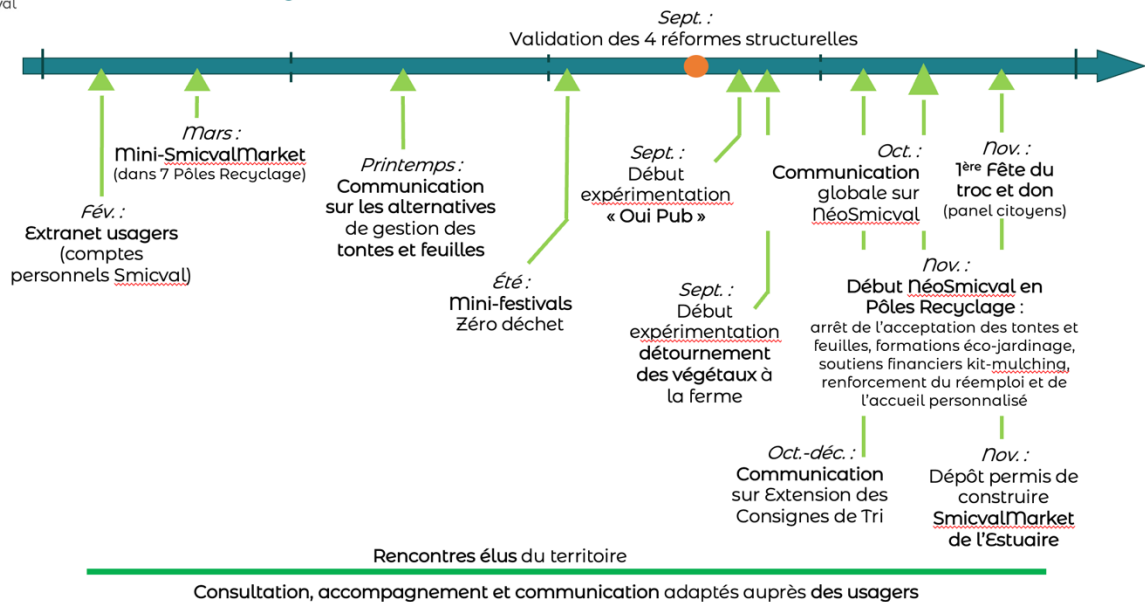 val
Sept. :
Validation des 4 réformes structurelles
Mars :
Mini-SmicvalMarket
(dans 7 Pôles Recyclage)
Fév. :
Extranet usagers
(comptes
personnels Smicval)
Printemps :
Communication
sur les alternatives
de gestion des
tontes et feuilles
Été :
Mini-festivals
Zéro déchet
Sept. :
Début
expérimentation
« Oui Pub »
Sept. :
Début
expérimentation
détournement
des végétaux à
la ferme
Oct. :
Communication
globale sur
NéoSmicval
Nov. :
1ère Fête du
troc et don
(panel citoyens)
Nov. :
Début NéoSmicval en
Pôles Recyclage :
arrêt de l'acceptation des tontes et
feuilles, formations éco-jardinage,
soutiens financiers kit-mulching,
renforcement du réemploi et de
l'accueil personnalisé
Oct.-déc. :
Communication
sur Extension des
Consignes de Tri
Nov. :
Dépôt permis de
construire
SmicvalMarket
de l'Estuaire
Rencontres élus du territoire
Consultation, accompagnement et communication adaptés auprès des usagers